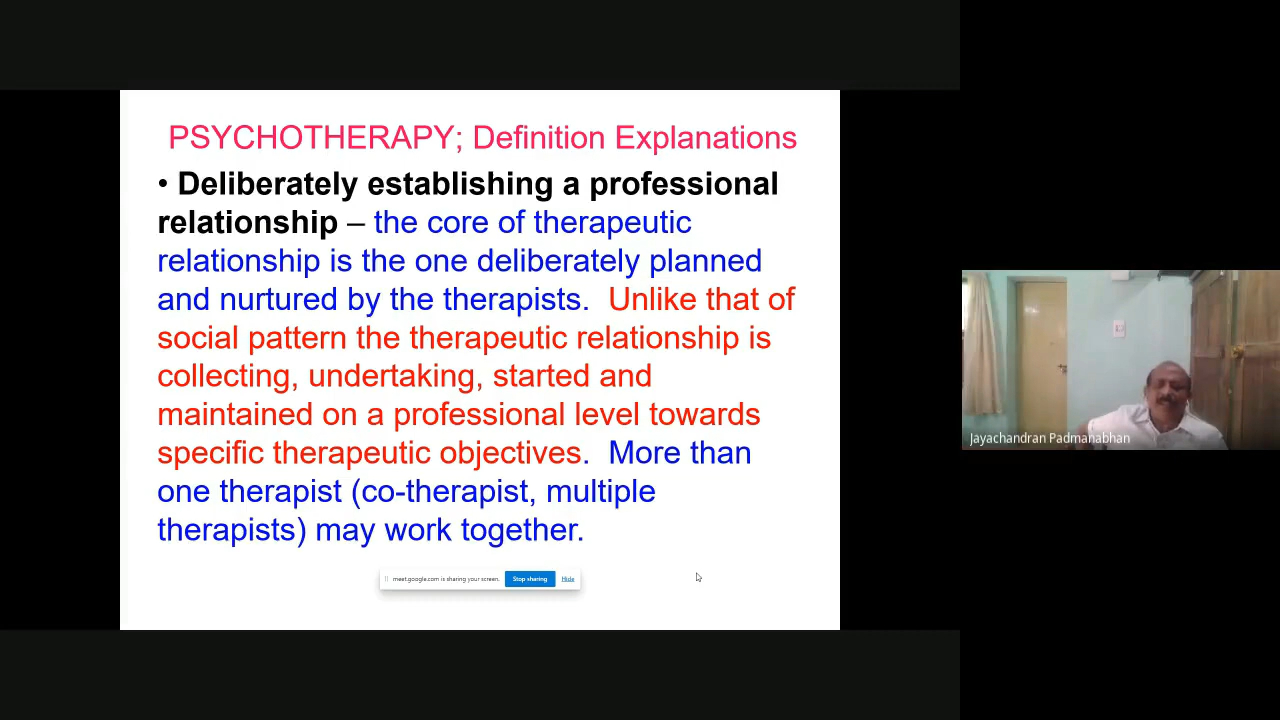 PSYCHOTHERAPY; Definition Explanations
• Deliberately establishing a professional
relationship – the core of therapeutic
relationship is the one deliberately planned
and nurtured by the therapists. Unlike that of
social pattern the therapeutic relationship is
collecting, undertaking, started and
maintained on a professional level towards
specific therapeutic objectives. More than
one therapist (co-therapist, multiple
therapists) may work together.
meet.google.com is sharing your screen. Stop sharing Hide
Jayachandran Padmanabhan